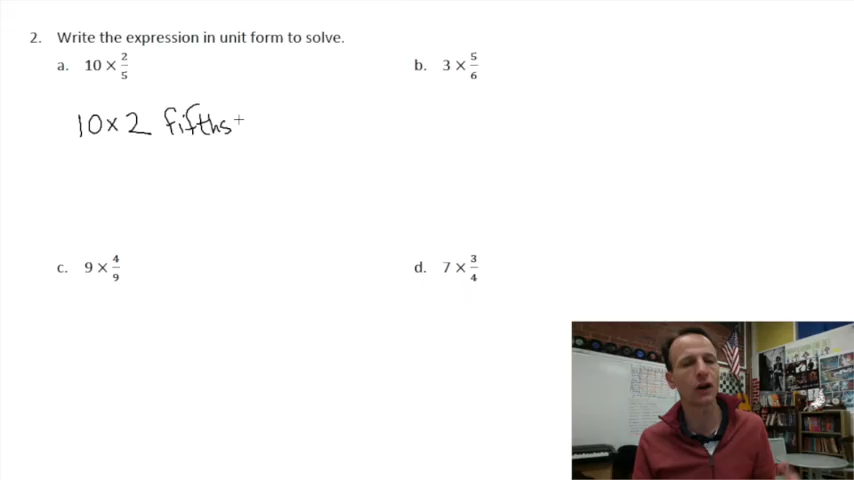 2. Write the expression in unit form to solve.
a. 10 × 2/5
b. 3 × 5/6
10 × 2 fifths
c. 9 × 4/9
d. 7 × 3/4